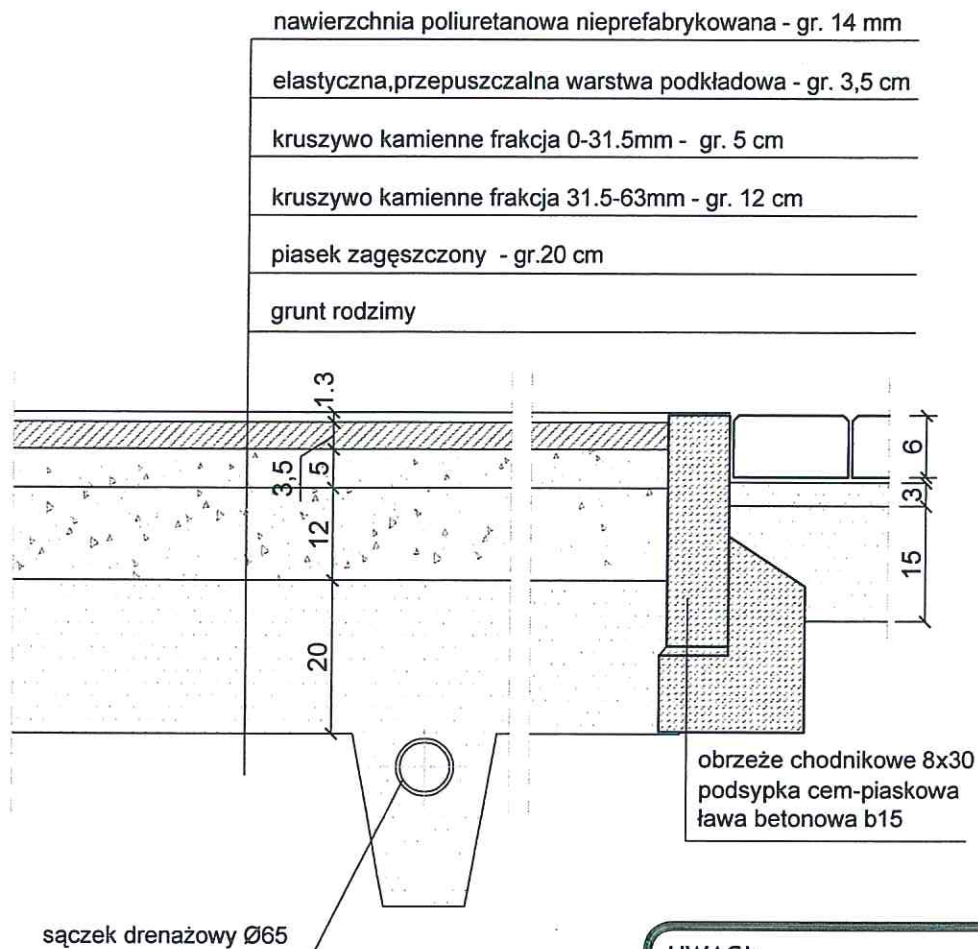 nawierzchnia poliuretanowa nieprefabrykowana - gr. 14 mm
elastyczna,przepuszczalna warstwa podkładowa - gr. 3,5 cm
kruszywo kamienne frakcja 0-31.5mm - gr. 5 cm
kruszywo kamienne frakcja 31.5-63mm - gr. 12 cm
piasek zagęszczony - gr.20 cm
grunt rodzimy
1.3
3,5
5
12
20
6
3
15
obrzeże chodnikowe 8x30
podsypka cem-piaskowa
ława betonowa b15
sączek drenażowy Ø65